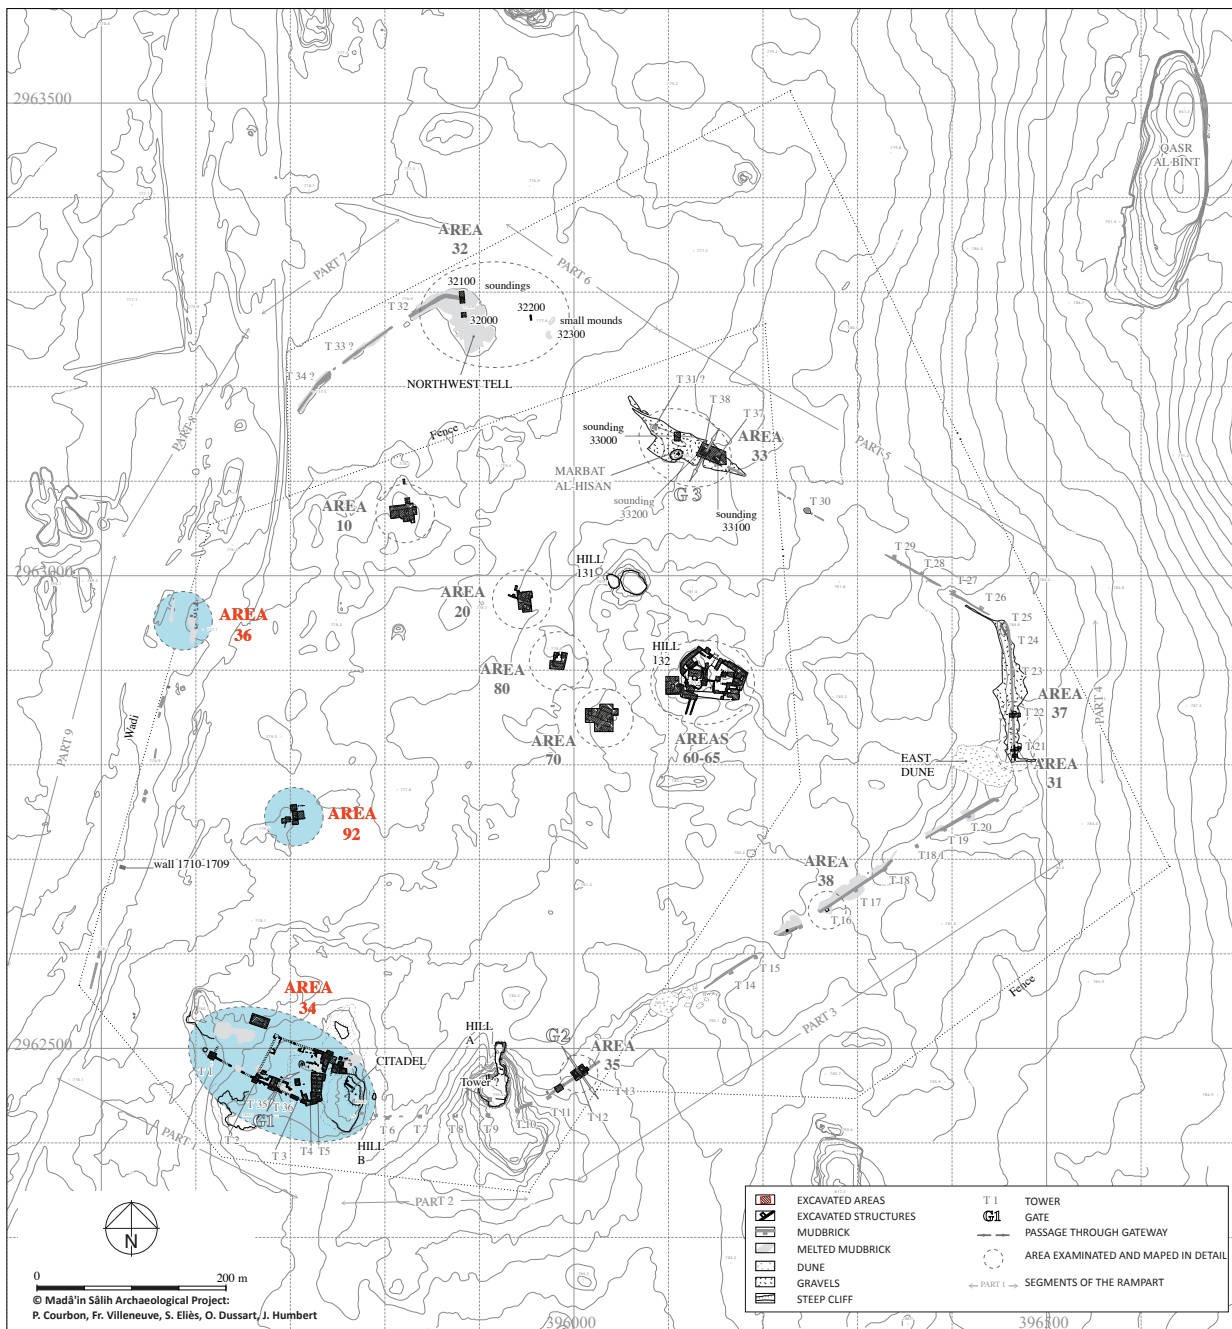 2963500
QASR
AL-BINT
AREA
32
PART 7
PART 6
32100
soundings
T 32
32200
32000
small mounds
32300
T 33 ?
T 34 ?
NORTHWEST TELL
T 31 ?
T 38
T 37
PART 8
Fence
sounding
33000
AREA
33
PART 5
MARBAT
AL-HISAN
G 3
sounding
33200
sounding
33100
T 30
AREA
10
T 29
T 28
T 27
T 26
T 25
T 24
T 23
2963000
HILL
131
AREA
20
AREA
36
HILL
132
AREA
80
AREA
37
T 22
PART 4
T 21
AREA
31
Wadi
PART 9
AREA
70
AREAS
60-65
EAST
DUNE
AREA
92
T 20
T 19
T18.1
wall 1710-1709
AREA
38
T 18
T 17
T 16
T 15
T 14
Fence
PART 3
AREA
34
2962500
HILL
A
G2
AREA
35
CITADEL
Tower ?
T 1
T 35
T 36
G1
T 2
T 3
T4
T5
HILL
B
T 6
T 7
T 8
T 9
T 10
T 11
T 12
T 13
PART 1
PART 2
N
0
200 m
© Madâ'in Sâlih Archaeological Project:
P. Courbon, Fr. Villeneuve, S. Eliès, O. Dussart, J. Humbert
EXCAVATED AREAS
EXCAVATED STRUCTURES
MUDBRICK
MELTED MUDBRICK
DUNE
GRAVELS
STEEP CLIFF
T 1 TOWER
G1 GATE
PASSAGE THROUGH GATEWAY
AREA EXAMINATED AND MAPED IN DETAIL
PART 1 SEGMENTS OF THE RAMPART
396000
396500